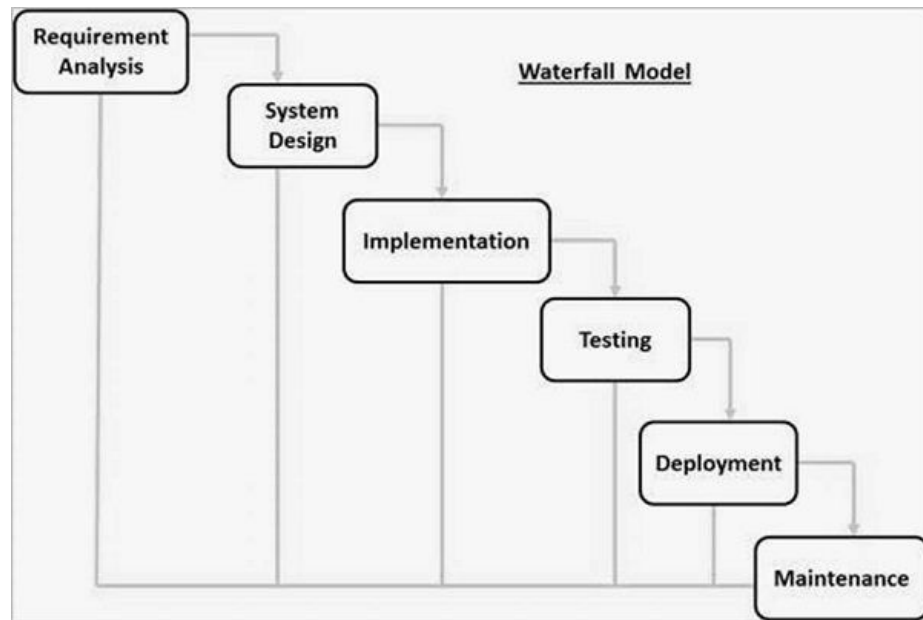 Requirement
Analysis
Waterfall Model
System
Design
Implementation
Testing
Deployment
Maintenance